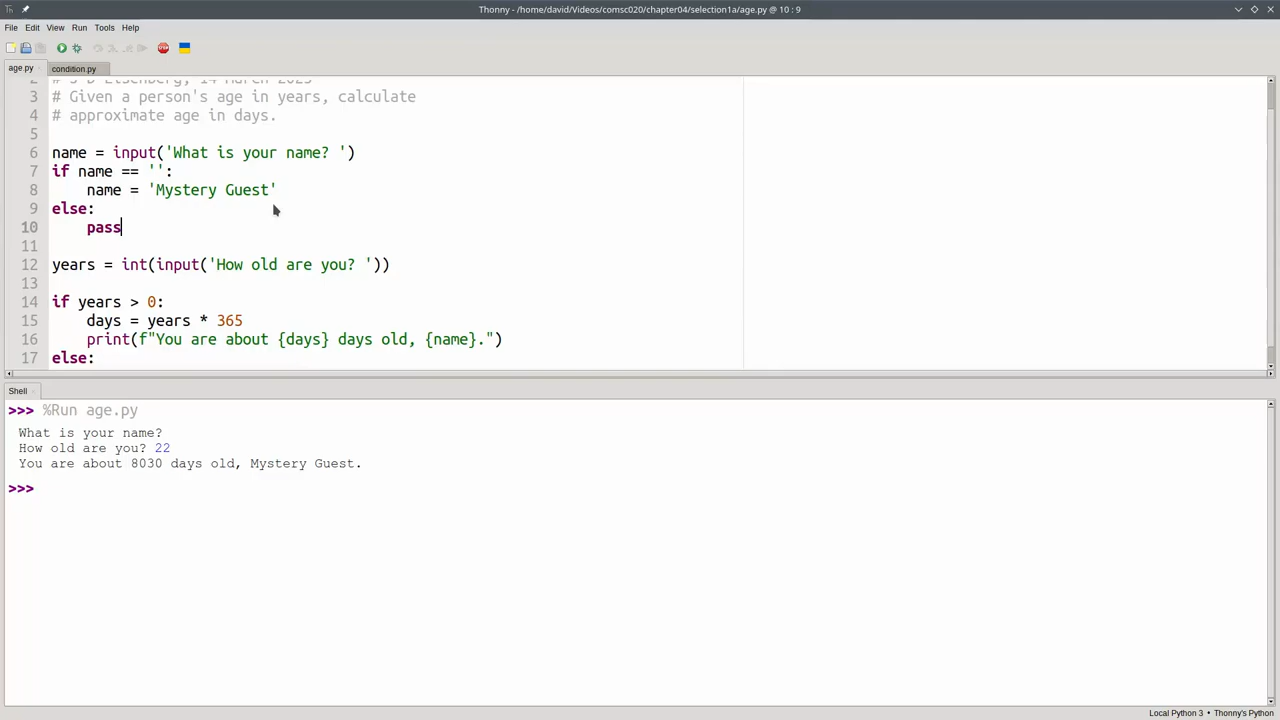 Thonny - /home/david/Videos/comsc020/chapter04/selection1a/age.py @ 10 : 9
File Edit View Run Tools Help
age.py condition.py
2 # J D Eisenberg, 14 March 2023
3 # Given a person's age in years, calculate
4 # approximate age in days.
5
6 name = input('What is your name? ')
7 if name == '':
8     name = 'Mystery Guest'
9 else:
10     pass
11
12 years = int(input('How old are you? '))
13
14 if years > 0:
15     days = years * 365
16     print(f"You are about {days} days old, {name}.")
17 else:
Shell
>>> %Run age.py
What is your name?
How old are you? 22
You are about 8030 days old, Mystery Guest.
>>>
Local Python 3 • Thonny's Python